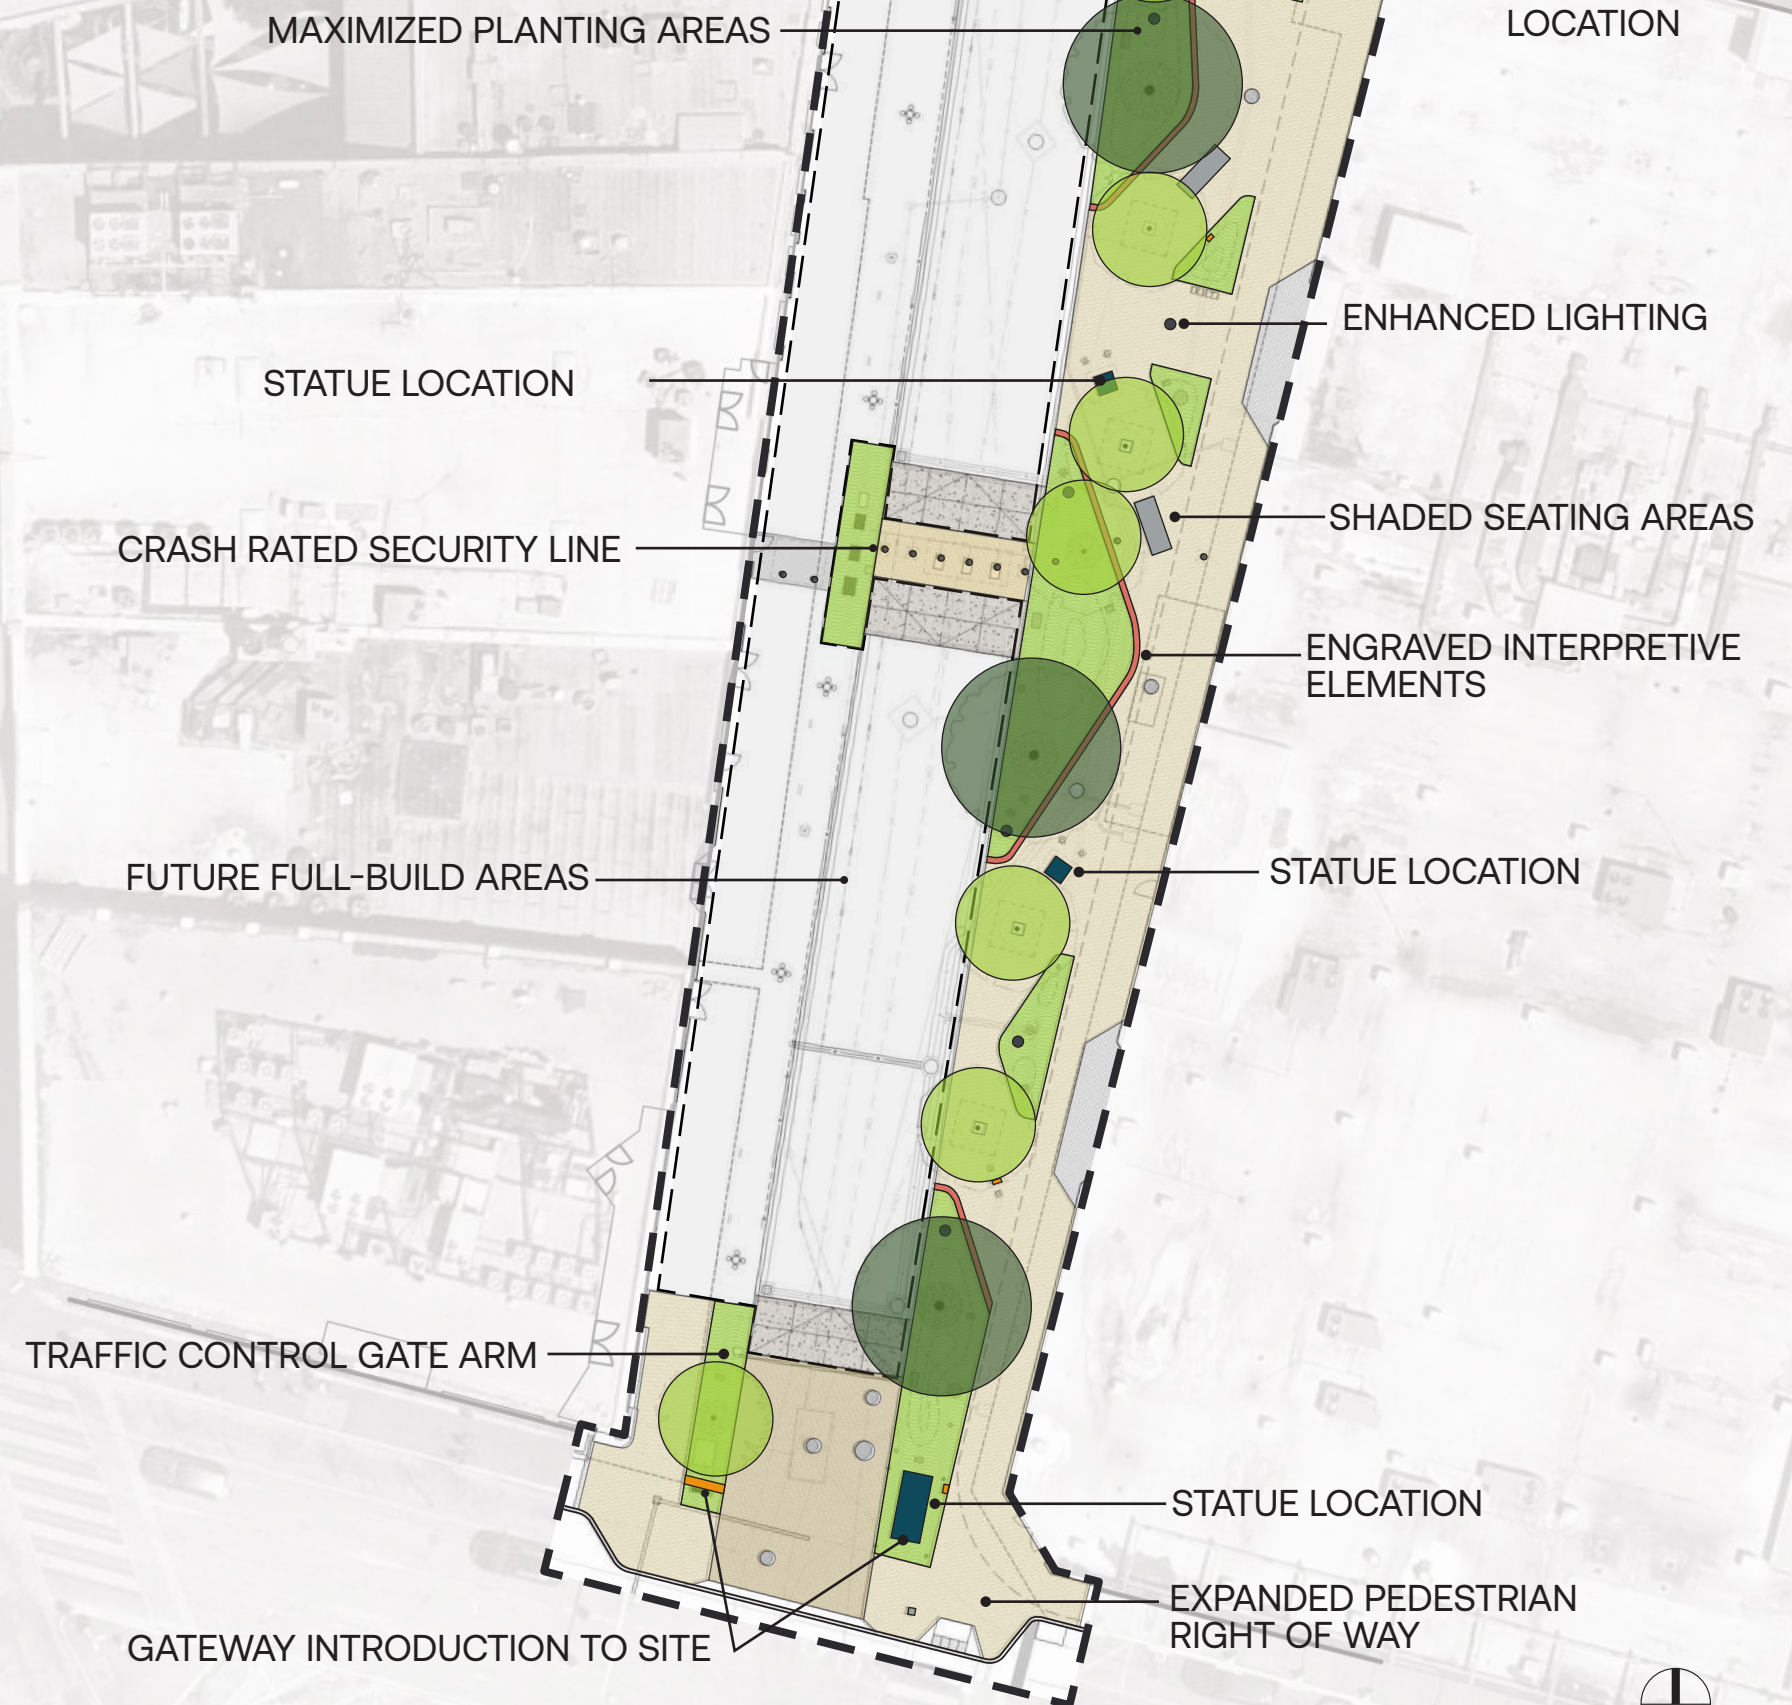 MAXIMIZED PLANTING AREAS
LOCATION
ENHANCED LIGHTING
STATUE LOCATION
SHADED SEATING AREAS
CRASH RATED SECURITY LINE
ENGRAVED INTERPRETIVE
ELEMENTS
FUTURE FULL-BUILD AREAS
STATUE LOCATION
TRAFFIC CONTROL GATE ARM
STATUE LOCATION
EXPANDED PEDESTRIAN
RIGHT OF WAY
GATEWAY INTRODUCTION TO SITE